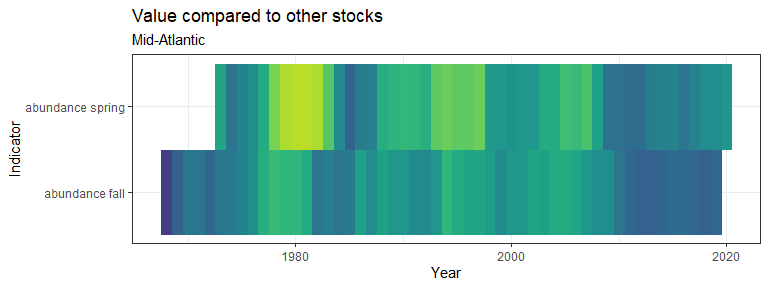 Value compared to other stocks
Mid-Atlantic
Indicator
abundance spring
abundance fall
1980
2000
2020
Year